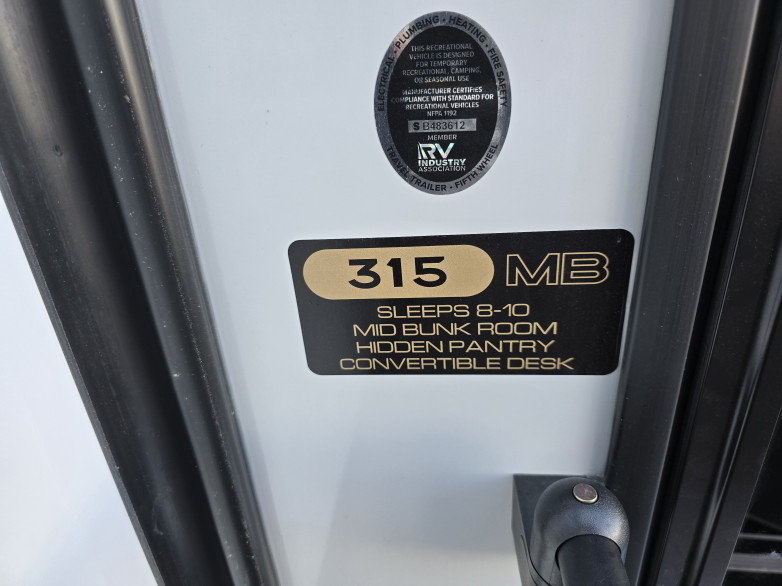 ELECTRICAL • PLUMBING • HEATING • FIRE SAFETY
THIS RECREATIONAL
VEHICLE IS DESIGNED
FOR TEMPORARY
RECREATIONAL, CAMPING,
OR SEASONAL USE
MANUFACTURER CERTIFIES
COMPLIANCE WITH STANDARD FOR
RECREATIONAL VEHICLES
NFPA 1192
$ B483612
MEMBER
RV
INDUSTRY
ASSOCIATION
TRAVEL TRAILER • FIFTH WHEEL
315 MB
SLEEPS 8-10
MID BUNK ROOM
HIDDEN PANTRY
CONVERTIBLE DESK